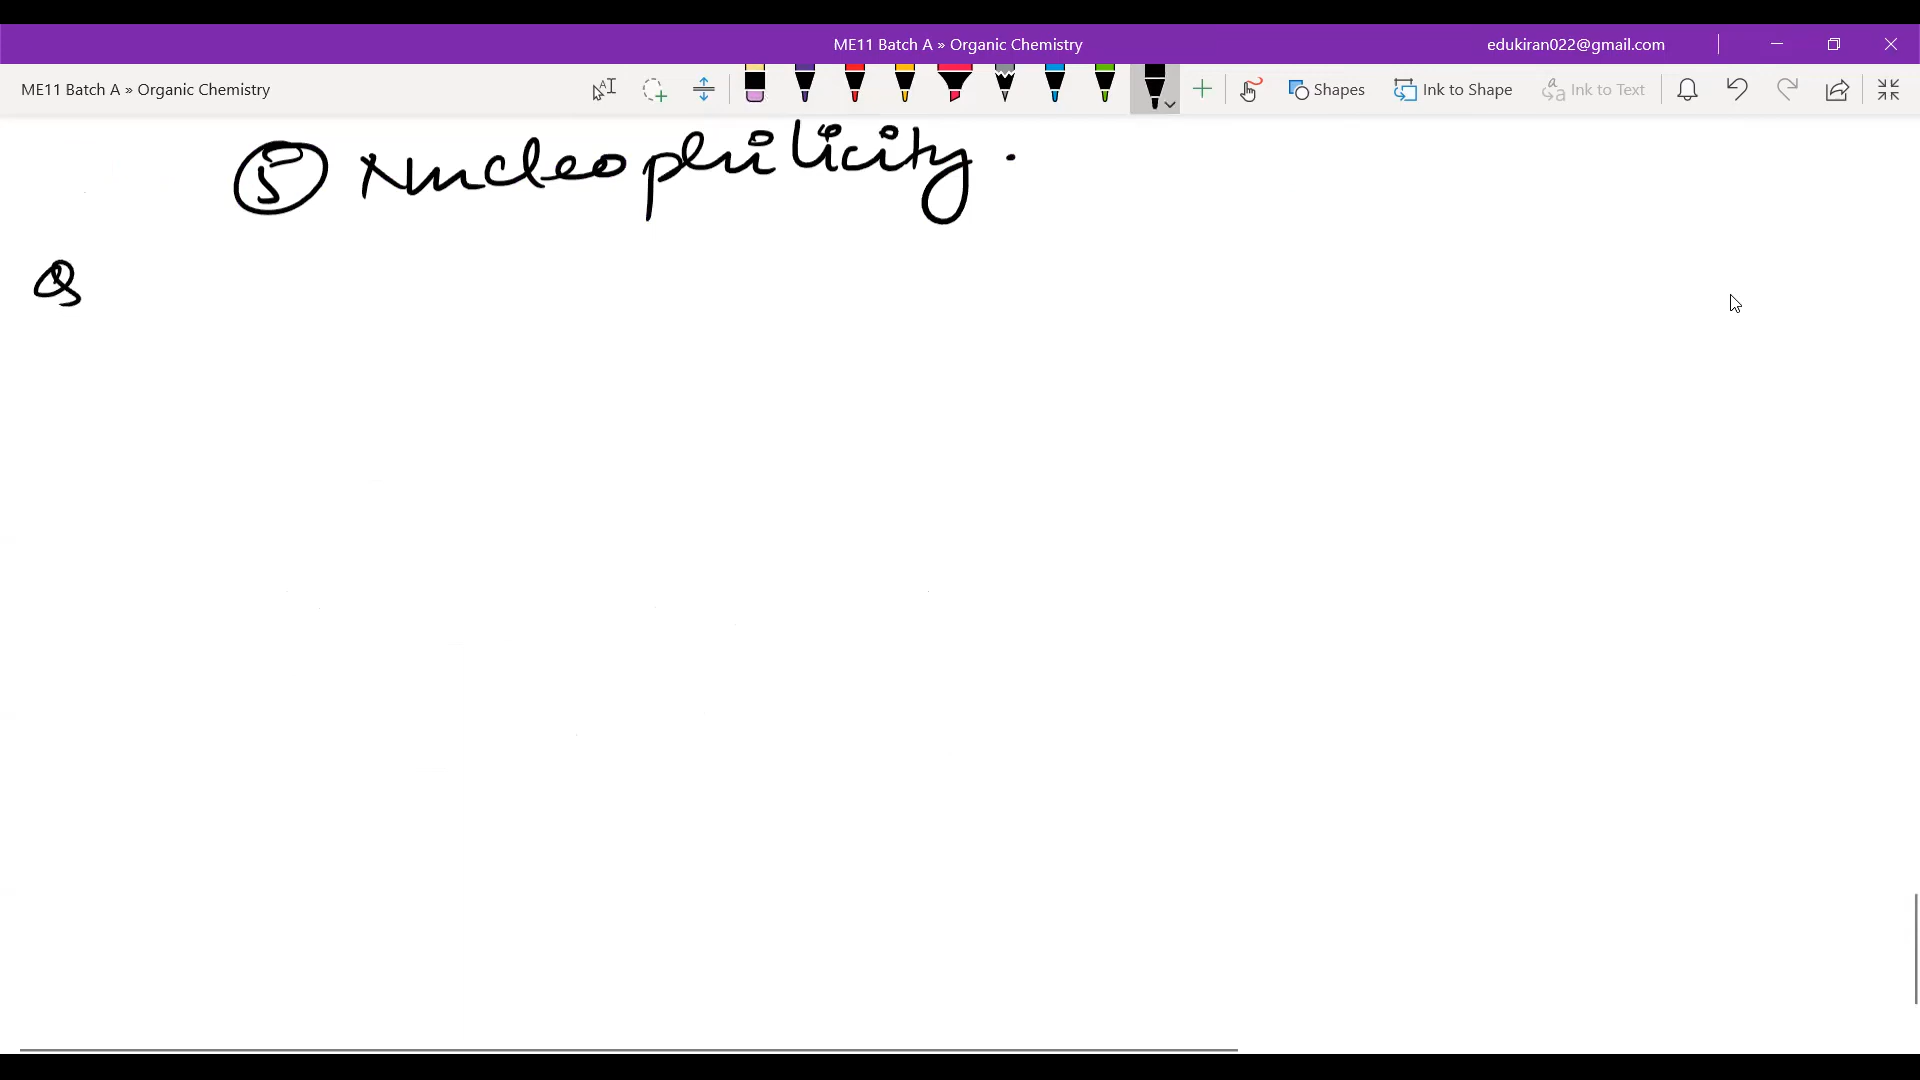 ME11 Batch A » Organic Chemistry
edukiran022@gmail.com
ME11 Batch A » Organic Chemistry
Shapes
Ink to Shape
Ink to Text
⑤ Nucleophilicity.
Q